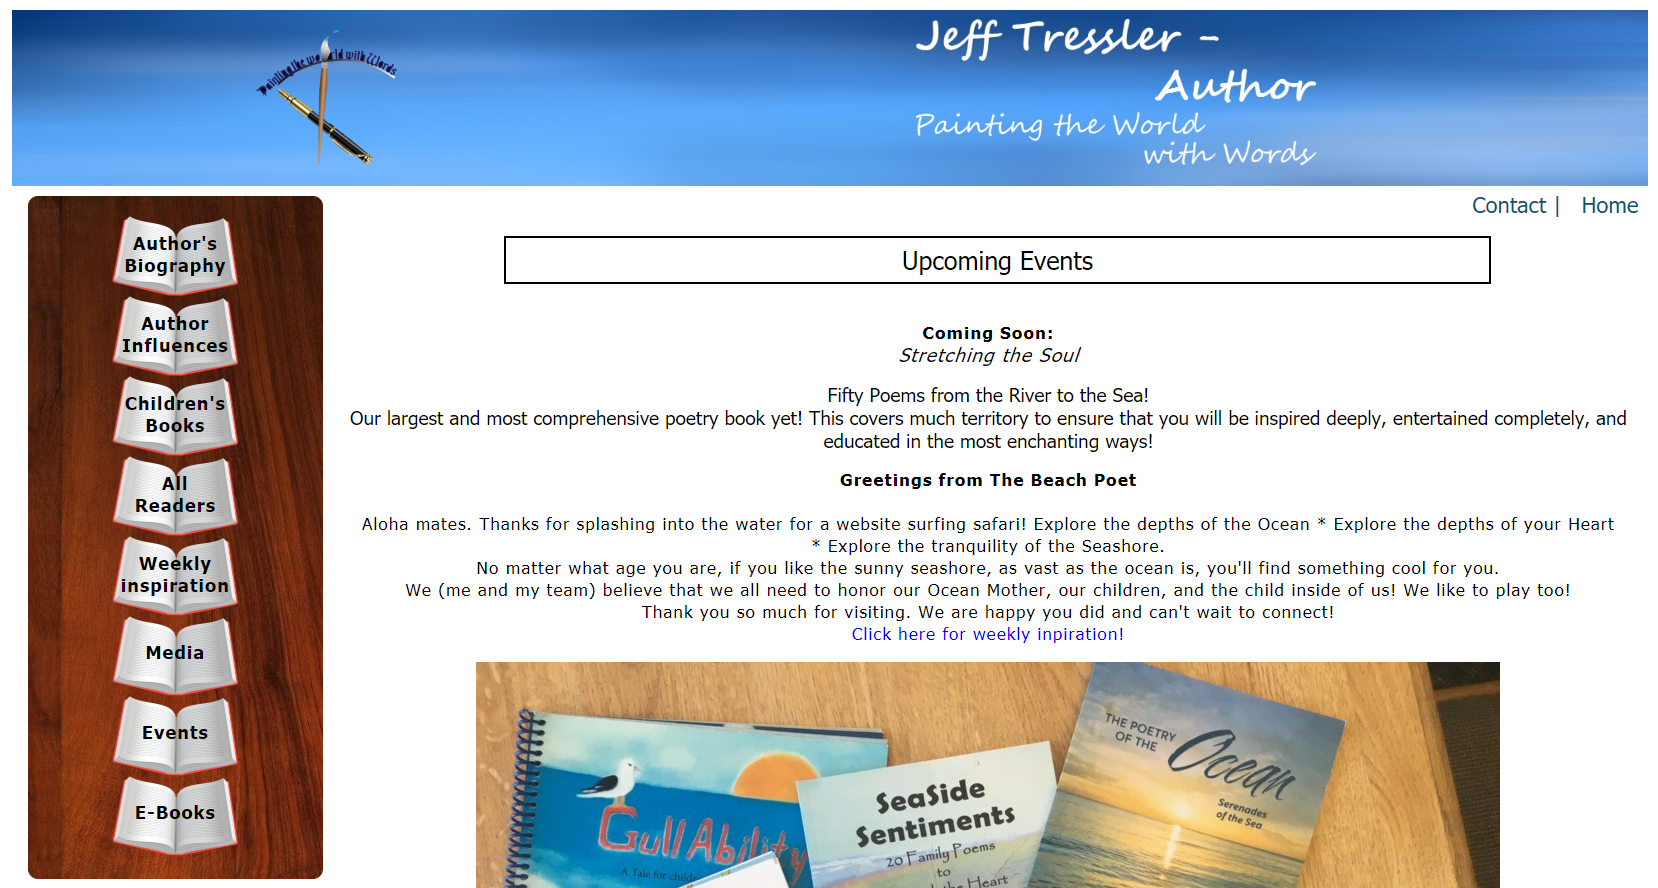 Painting the world with Words
Jeff Tressler -
Author
Painting the World
with Words
Contact | Home
Author's
Biography
Author
Influences
Children's
Books
All
Readers
Weekly
inspiration
Media
Events
E-Books
Upcoming Events
Coming Soon:
Stretching the Soul
Fifty Poems from the River to the Sea!
Our largest and most comprehensive poetry book yet! This covers much territory to ensure that you will be inspired deeply, entertained completely, and
educated in the most enchanting ways!
Greetings from The Beach Poet
Aloha mates. Thanks for splashing into the water for a website surfing safari! Explore the depths of the Ocean * Explore the depths of your Heart
* Explore the tranquility of the Seashore.
No matter what age you are, if you like the sunny seashore, as vast as the ocean is, you'll find something cool for you.
We (me and my team) believe that we all need to honor our Ocean Mother, our children, and the child inside of us! We like to play too!
Thank you so much for visiting. We are happy you did and can't wait to connect!
Click here for weekly inpiration!
GullAbility
A Tale for
SeaSide
Sentiments
20 Family Poems
to
the Heart
THE POETRY
OF THE
Ocean
Serenades
of the Sea